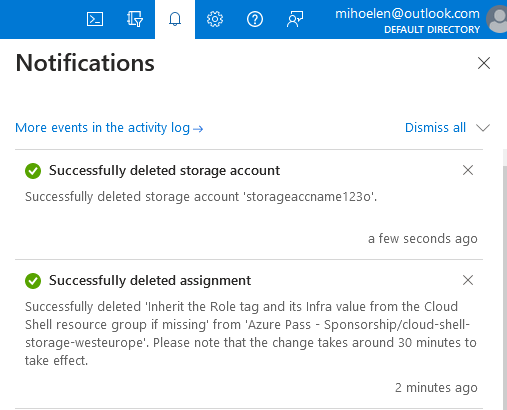 mihoelen@outlook.com
DEFAULT DIRECTORY
Notifications
More events in the activity log →
Dismiss all
Successfully deleted storage account
Successfully deleted storage account 'storageaccname123o'.
a few seconds ago
Successfully deleted assignment
Successfully deleted 'Inherit the Role tag and its Infra value from the Cloud
Shell resource group if missing' from 'Azure Pass - Sponsorship/cloud-shell-
storage-westeurope'. Please note that the change takes around 30 minutes to
take effect.
2 minutes ago